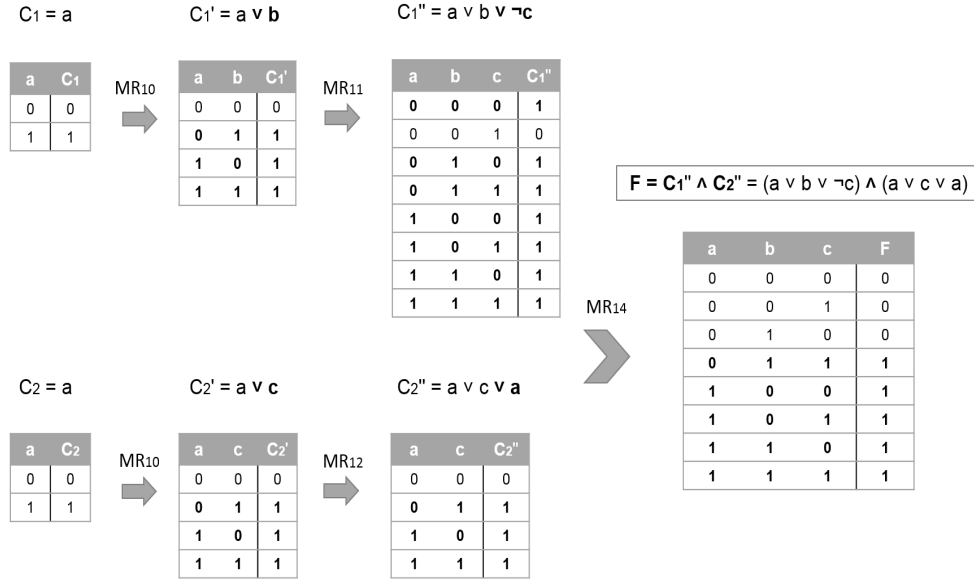 C1 = a
C1' = a ∨ b
C1" = a ∨ b ∨ ¬c
a C1
0 0
1 1
MR10
a b C1'
0 0 0
0 1 1
1 0 1
1 1 1
MR11
a b c C1"
0 0 0 1
0 0 1 0
0 1 0 1
0 1 1 1
1 0 0 1
1 0 1 1
1 1 0 1
1 1 1 1
C2 = a
C2' = a ∨ c
C2" = a ∨ c ∨ a
a C2
0 0
1 1
MR10
a c C2'
0 0 0
0 1 1
1 0 1
1 1 1
MR12
a c C2"
0 0 0
0 1 1
1 0 1
1 1 1
MR14
F = C1" ∧ C2" = (a ∨ b ∨ ¬c) ∧ (a ∨ c ∨ a)
a b c F
0 0 0 0
0 0 1 0
0 1 0 0
0 1 1 1
1 0 0 1
1 0 1 1
1 1 0 1
1 1 1 1